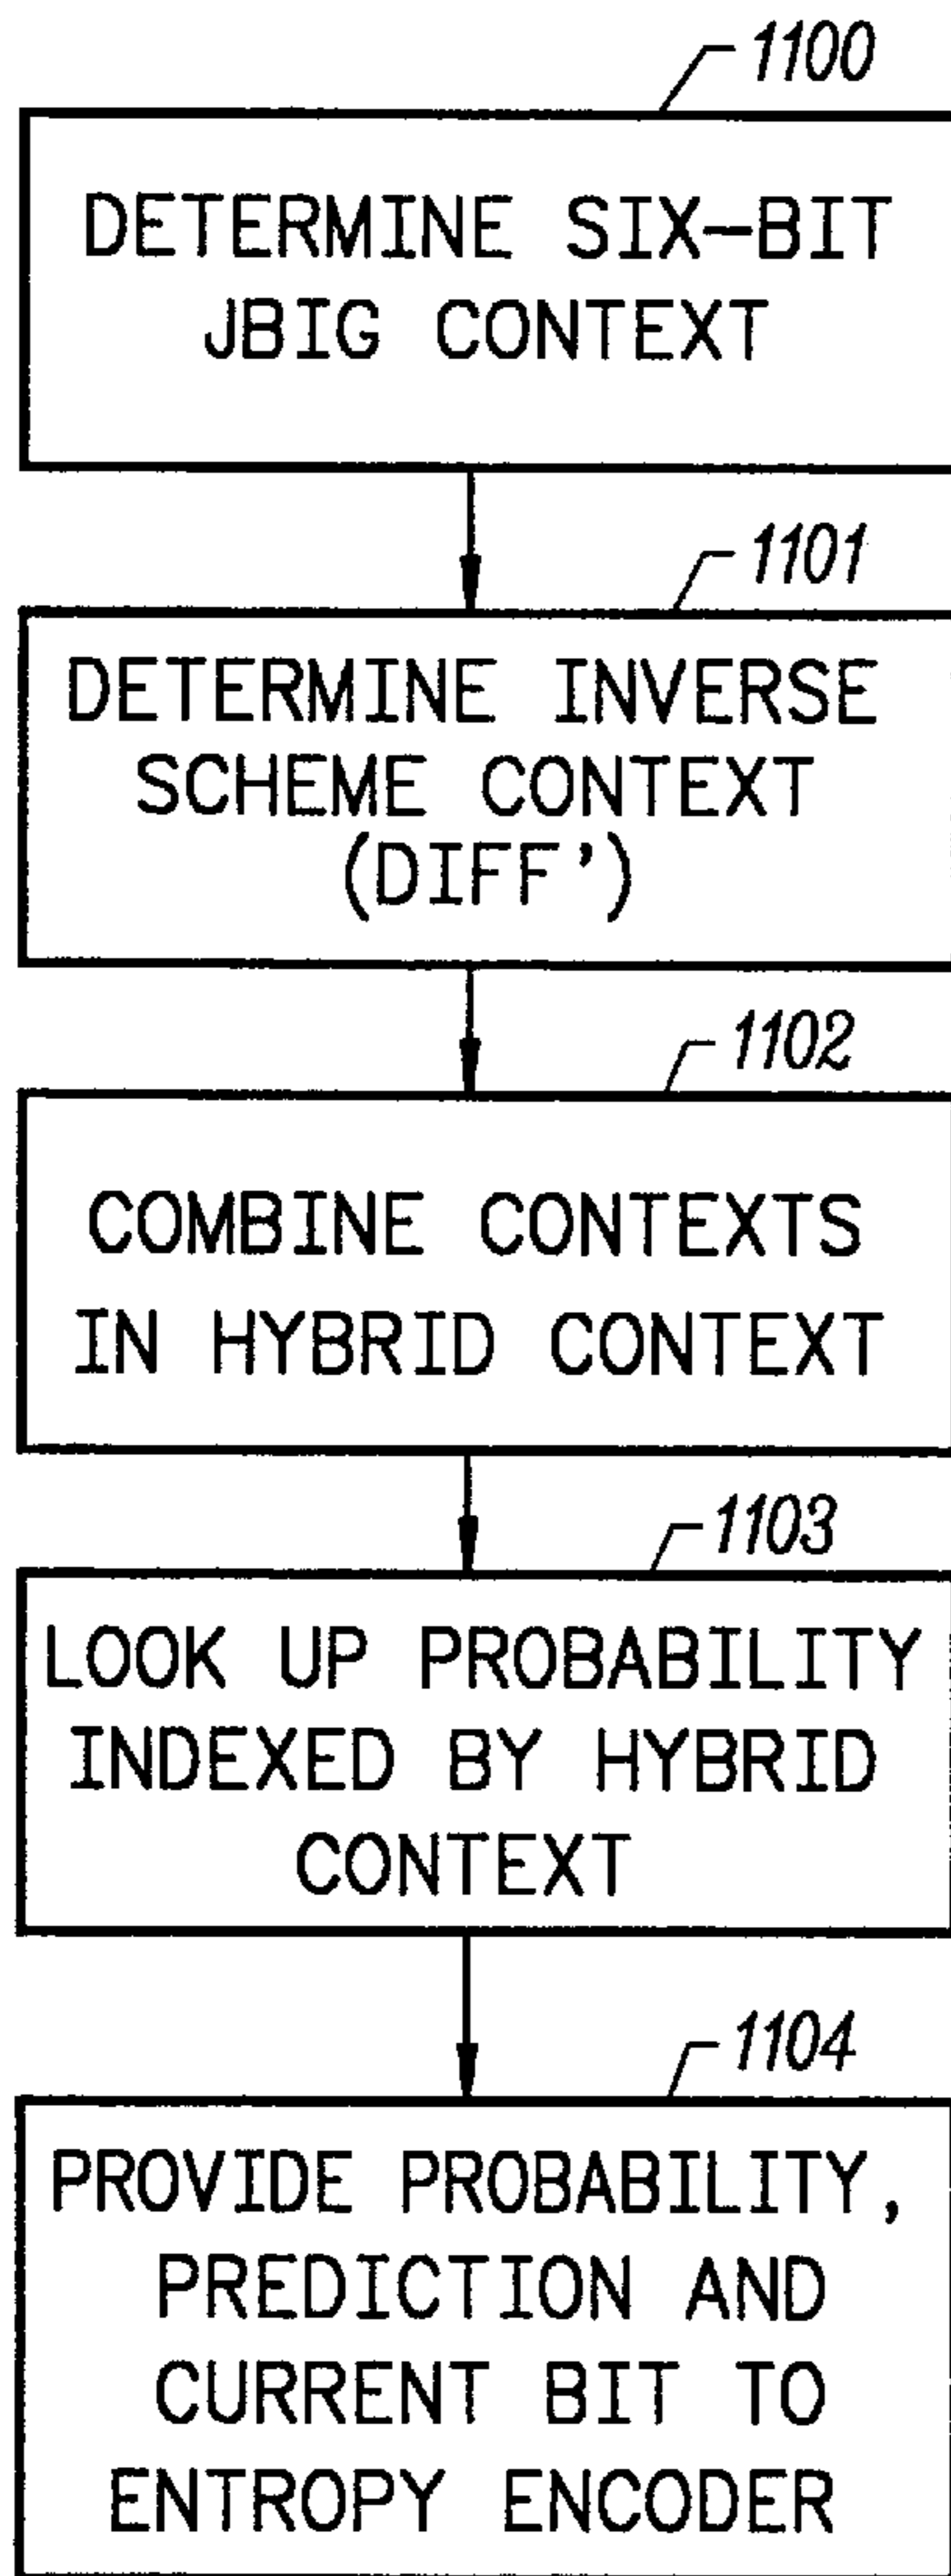 1100
DETERMINE SIX-BIT
JBIG CONTEXT
1101
DETERMINE INVERSE
SCHEME CONTEXT
(DIFF')
1102
COMBINE CONTEXTS
IN HYBRID CONTEXT
1103
LOOK UP PROBABILITY
INDEXED BY HYBRID
CONTEXT
1104
PROVIDE PROBABILITY,
PREDICTION AND
CURRENT BIT TO
ENTROPY ENCODER